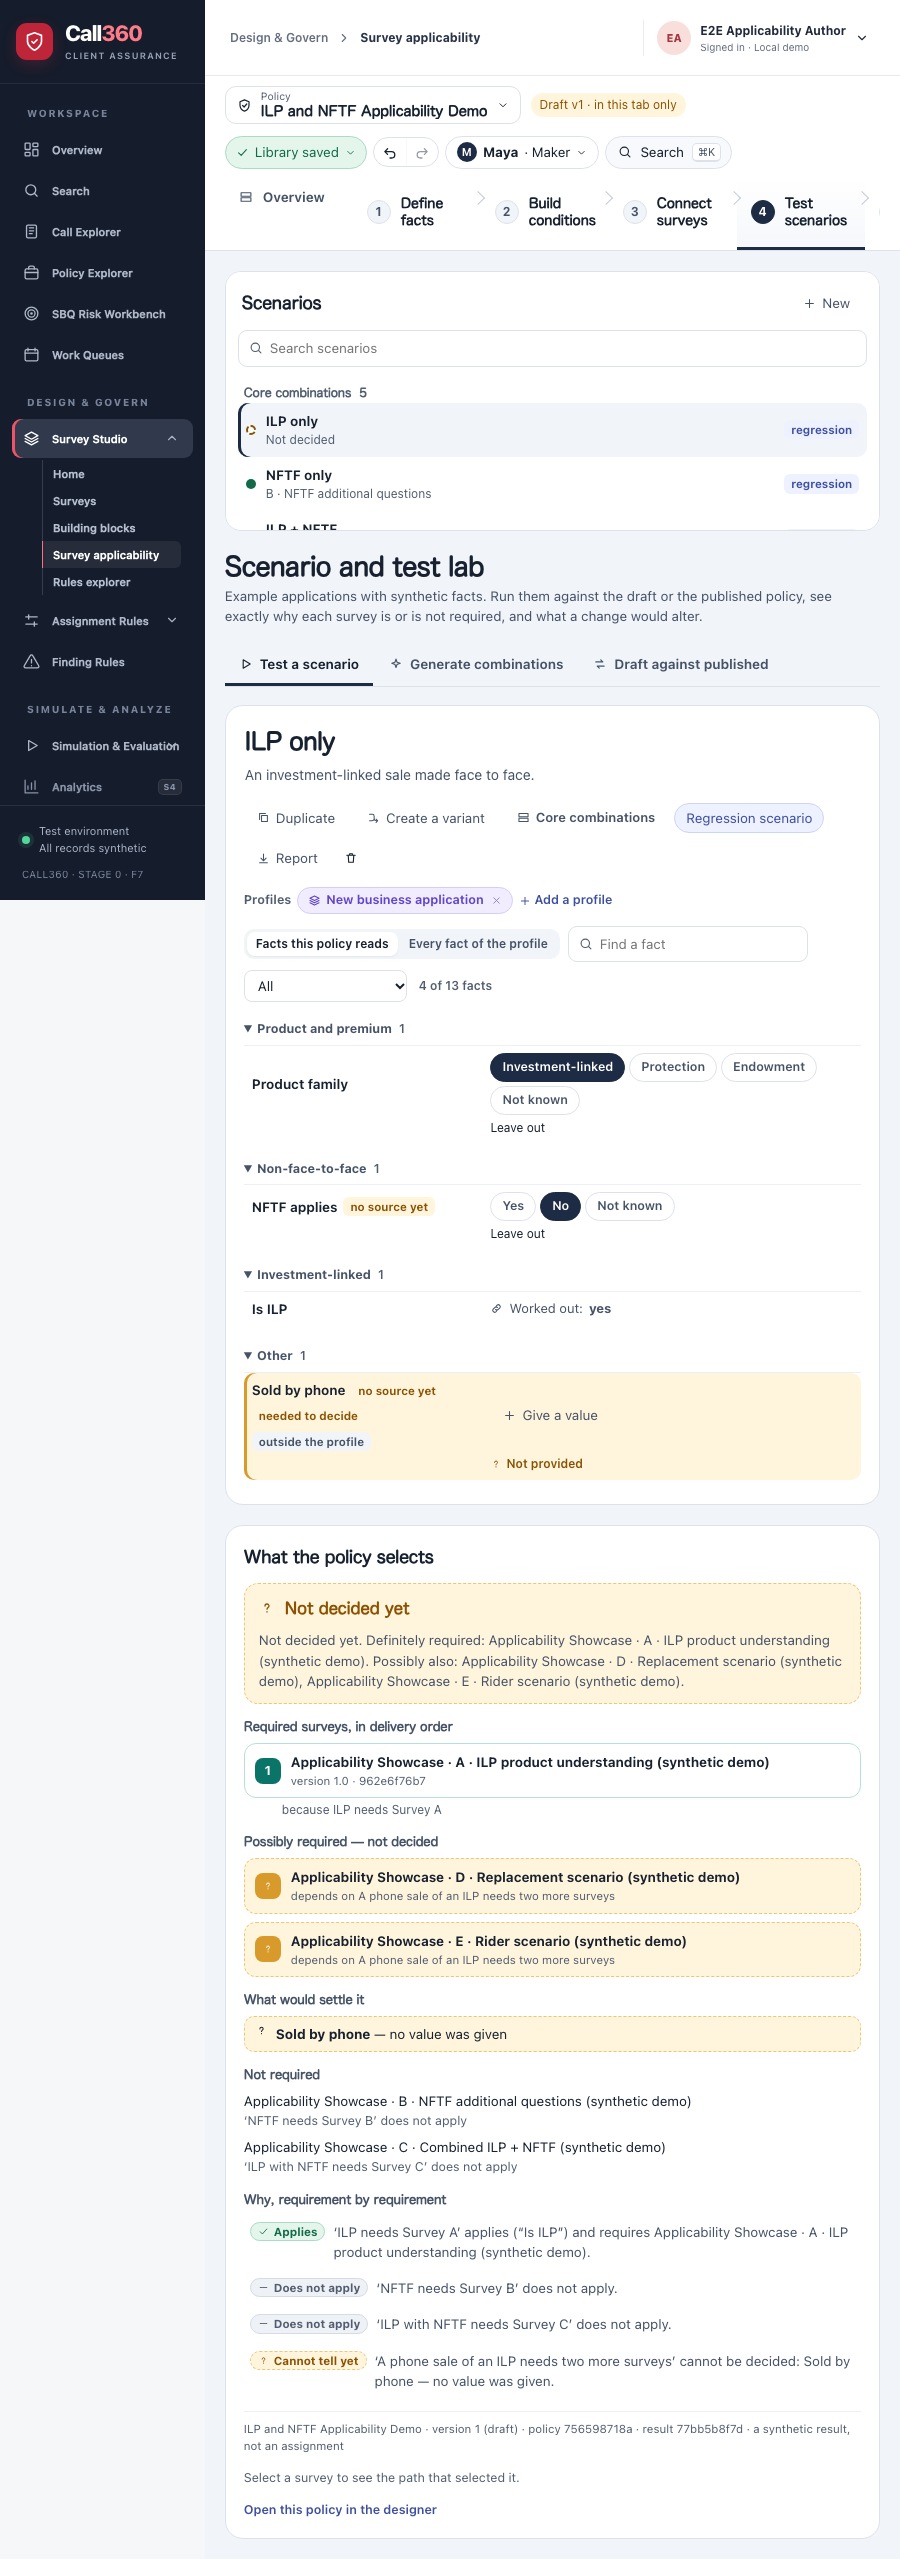 Call360
CLIENT ASSURANCE
WORKSPACE
Overview
Search
Call Explorer
Policy Explorer
SBQ Risk Workbench
Work Queues
DESIGN & GOVERN
Survey Studio
Home
Surveys
Building blocks
Survey applicability
Rules explorer
Assignment Rules
Finding Rules
SIMULATE & ANALYZE
Simulation & Evaluation
Analytics S4
Test environment
All records synthetic
CALL360 · STAGE 0 · F7
Design & Govern Survey applicability
EA E2E Applicability Author
Signed in · Local demo
Policy
ILP and NFTF Applicability Demo
Draft v1 · in this tab only
Library saved
M Maya · Maker
Search ⌘K
Overview
1 Define facts
2 Build conditions
3 Connect surveys
4 Test scenarios
Scenarios
+ New
Search scenarios
Core combinations 5
ILP only
Not decided
regression
NFTF only
B · NFTF additional questions
regression
ILP + NFTF
Scenario and test lab
Example applications with synthetic facts. Run them against the draft or the published policy, see
exactly why each survey is or is not required, and what a change would alter.
Test a scenario
Generate combinations
Draft against published
ILP only
An investment-linked sale made face to face.
Duplicate
Create a variant
Core combinations
Regression scenario
Report
Profiles New business application × + Add a profile
Facts this policy reads Every fact of the profile
Find a fact
All
4 of 13 facts
▼ Product and premium 1
Product family
Investment-linked Protection Endowment
Not known
Leave out
▼ Non-face-to-face 1
NFTF applies no source yet
Yes No Not known
Leave out
▼ Investment-linked 1
Is ILP
Worked out: yes
▼ Other 1
Sold by phone no source yet
needed to decide
+ Give a value
outside the profile
? Not provided
What the policy selects
? Not decided yet
Not decided yet. Definitely required: Applicability Showcase · A · ILP product understanding
(synthetic demo). Possibly also: Applicability Showcase · D · Replacement scenario (synthetic
demo), Applicability Showcase · E · Rider scenario (synthetic demo).
Required surveys, in delivery order
1 Applicability Showcase · A · ILP product understanding (synthetic demo)
version 1.0 · 962e6f76b7
because ILP needs Survey A
Possibly required — not decided
? Applicability Showcase · D · Replacement scenario (synthetic demo)
depends on A phone sale of an ILP needs two more surveys
? Applicability Showcase · E · Rider scenario (synthetic demo)
depends on A phone sale of an ILP needs two more surveys
What would settle it
? Sold by phone — no value was given
Not required
Applicability Showcase · B · NFTF additional questions (synthetic demo)
‘NFTF needs Survey B’ does not apply
Applicability Showcase · C · Combined ILP + NFTF (synthetic demo)
‘ILP with NFTF needs Survey C’ does not apply
Why, requirement by requirement
Applies ‘ILP needs Survey A’ applies (“Is ILP”) and requires Applicability Showcase · A · ILP
product understanding (synthetic demo).
– Does not apply ‘NFTF needs Survey B’ does not apply.
– Does not apply ‘ILP with NFTF needs Survey C’ does not apply.
? Cannot tell yet ‘A phone sale of an ILP needs two more surveys’ cannot be decided: Sold by
phone — no value was given.
ILP and NFTF Applicability Demo · version 1 (draft) · policy 756598718a · result 77bb5b8f7d · a synthetic result,
not an assignment
Select a survey to see the path that selected it.
Open this policy in the designer